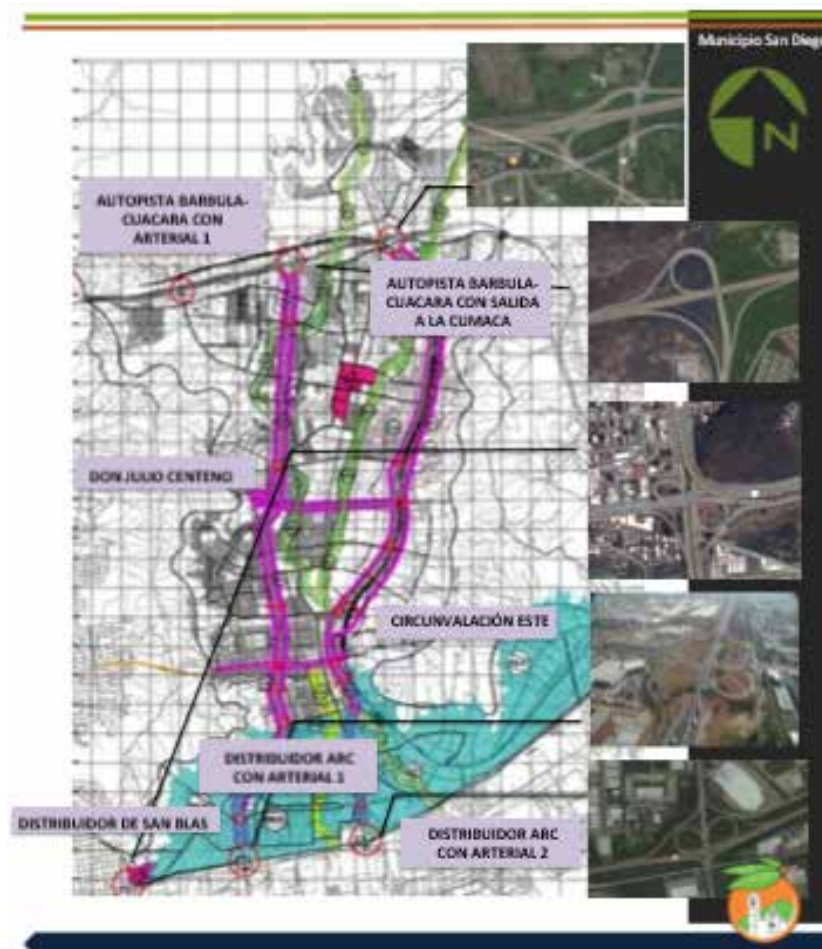 Municipio San Diego
N
AUTOPISTA BARBULA-
CUACARA CON
ARTERIAL 1
AUTOPISTA BARBULA-
CUACARA CON SALIDA
A LA CUMACA
DON JULIO CENTENO
CIRCUNVALACIÓN ESTE
DISTRIBUIDOR ARC
CON ARTERIAL 1
DISTRIBUIDOR DE SAN BLAS
DISTRIBUIDOR ARC
CON ARTERIAL 2